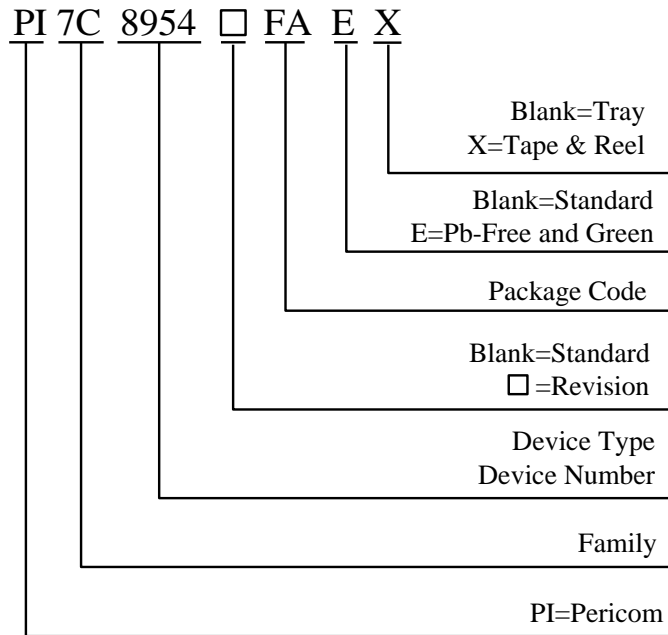 PI 7C 8954 □ FA E X
Blank=Tray
X=Tape & Reel
Blank=Standard
E=Pb-Free and Green
Package Code
Blank=Standard
□ =Revision
Device Type
Device Number
Family
PI=Pericom